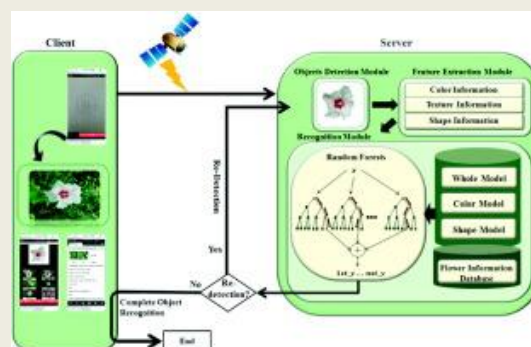 Client
Server
Objects Detection Module
Feature Extraction Module
Color Information
Texture Information
Shape Information
Recognition Module
Random Forests
Whole Model
Color Model
Shape Model
Flower Information
Database
Re-Detection
Yes
No
Re-
detection?
Complete Object
Recognition
End